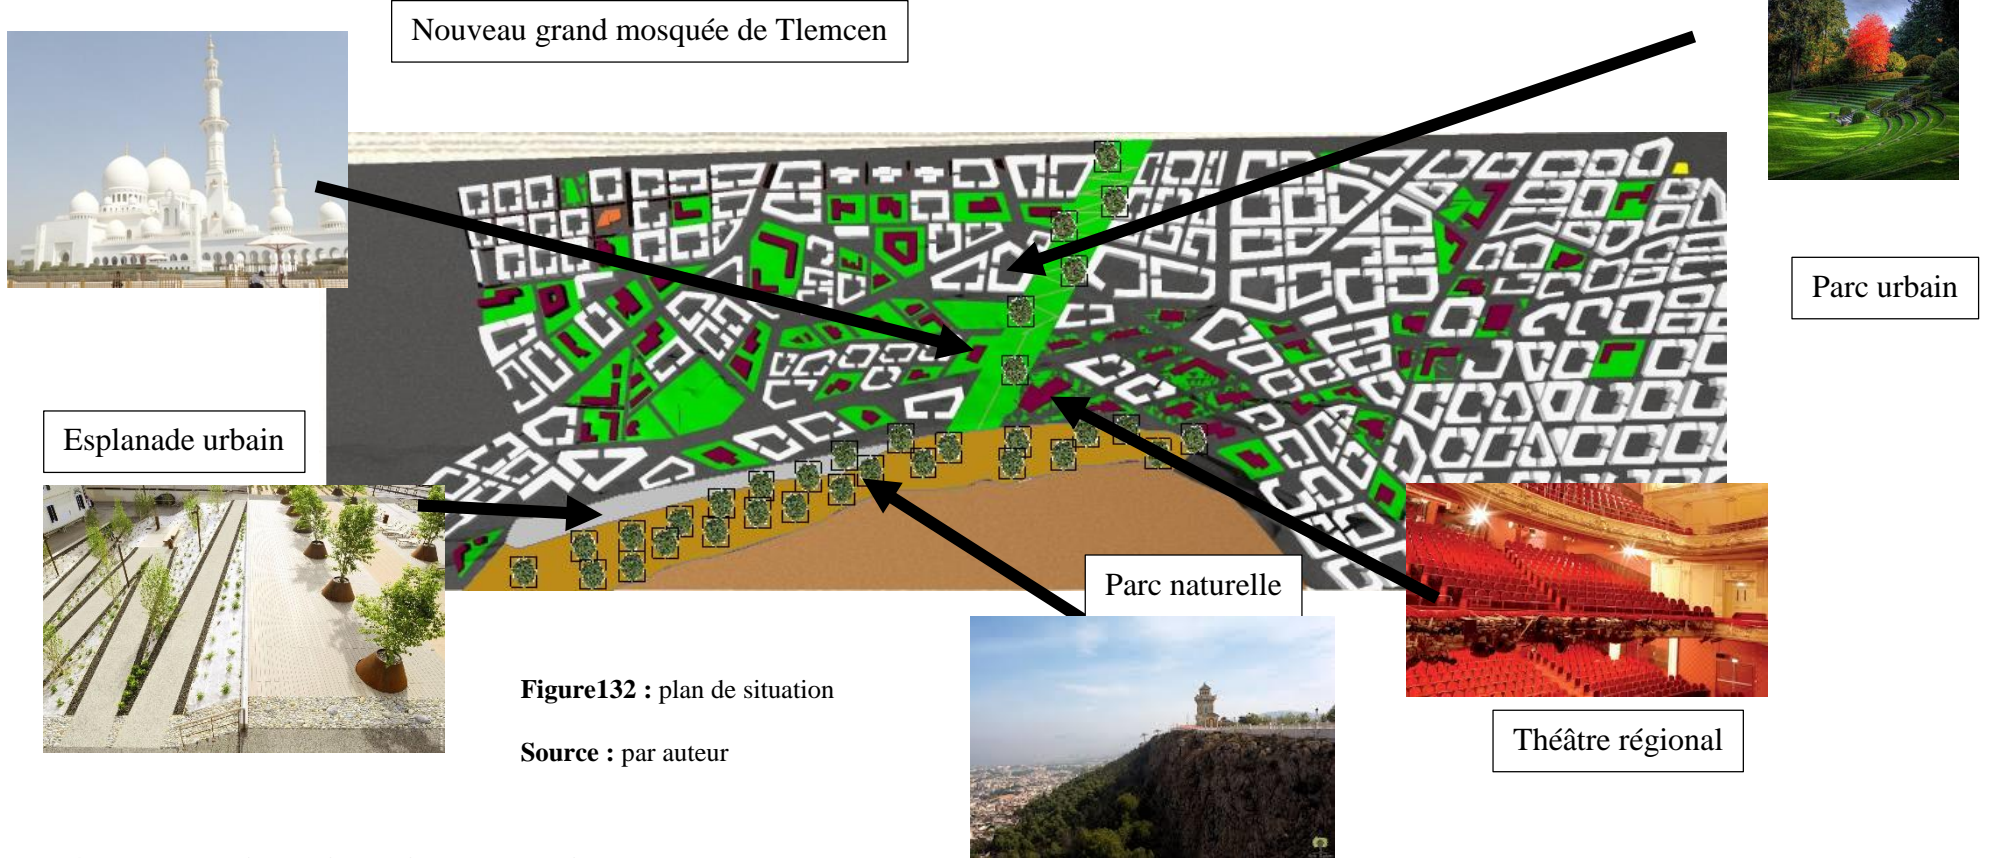 Nouveau grand mosquée de Tlemcen
Parc urbain
Esplanade urbain
Parc naturelle
Figure132 : plan de situation
Source : par auteur
Théâtre régional